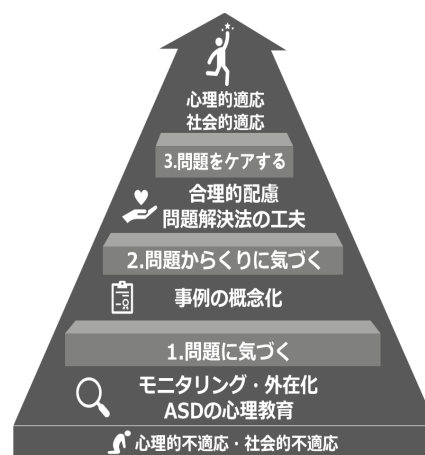 心理的適応
社会的適応
3.問題をケアする
合理的配慮
問題解決法の工夫
2.問題からくりに気づく
事例の概念化
1.問題に気づく
モニタリング・外在化
ASDの心理教育
心理的不適応・社会的不適応